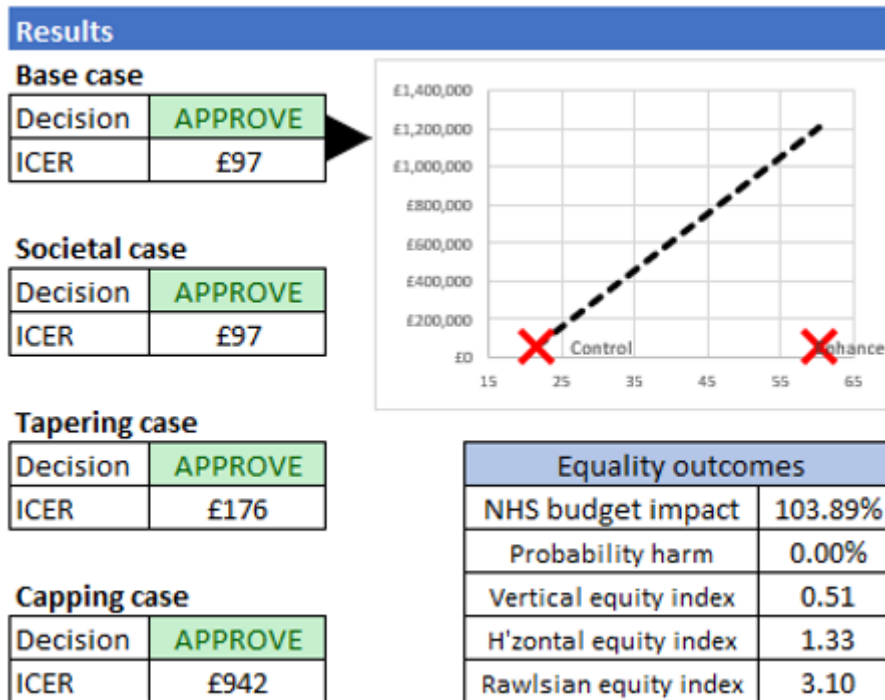 Results
Base case
Decision APPROVE
ICER £97
Societal case
Decision APPROVE
ICER £97
Tapering case
Decision APPROVE
ICER £176
Capping case
Decision APPROVE
ICER £942
£1,400,000
£1,200,000
£1,000,000
£800,000
£600,000
£400,000
£200,000
£0
Control
15 25 35 45 55 65
Equality outcomes
NHS budget impact 103.89%
Probability harm 0.00%
Vertical equity index 0.51
H'zontal equity index 1.33
Rawlsian equity index 3.10